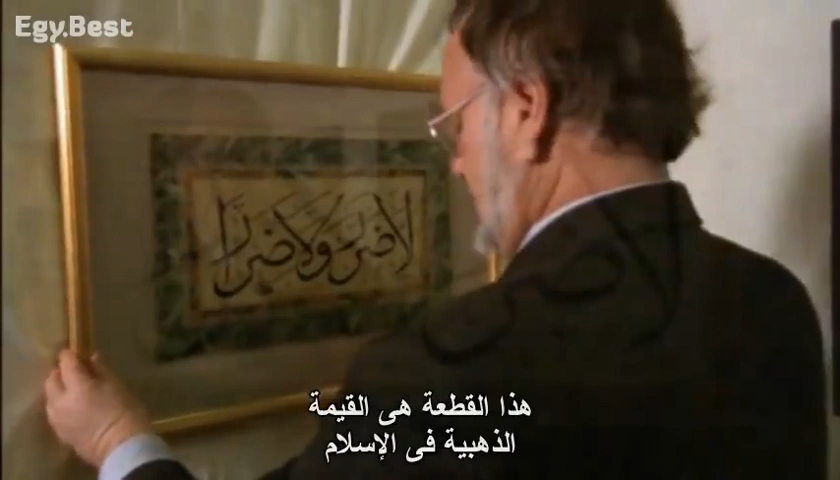 Egy.Best
لا ضرر ولا ضرار
هذا القطعة هى القيمة
الذهبية فى الإسلام